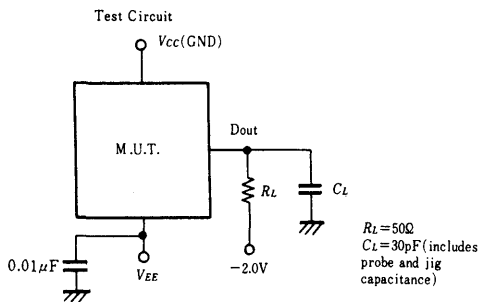 Test Circuit
Vcc(GND)
M.U.T.
Dout
RL
CL
0.01μF
VEE
−2.0V
RL=50Ω
CL=30pF(includes
probe and jig
capacitance)